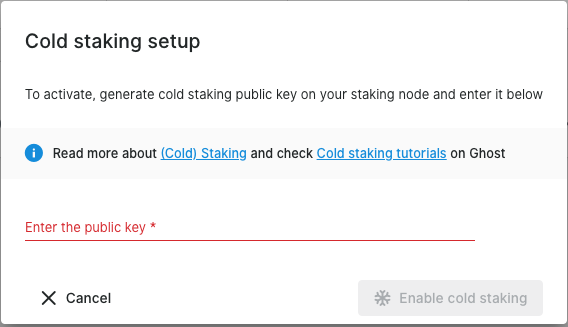 Cold staking setup
To activate, generate cold staking public key on your staking node and enter it below
Read more about (Cold) Staking and check Cold staking tutorials on Ghost
Enter the public key *
Cancel
Enable cold staking